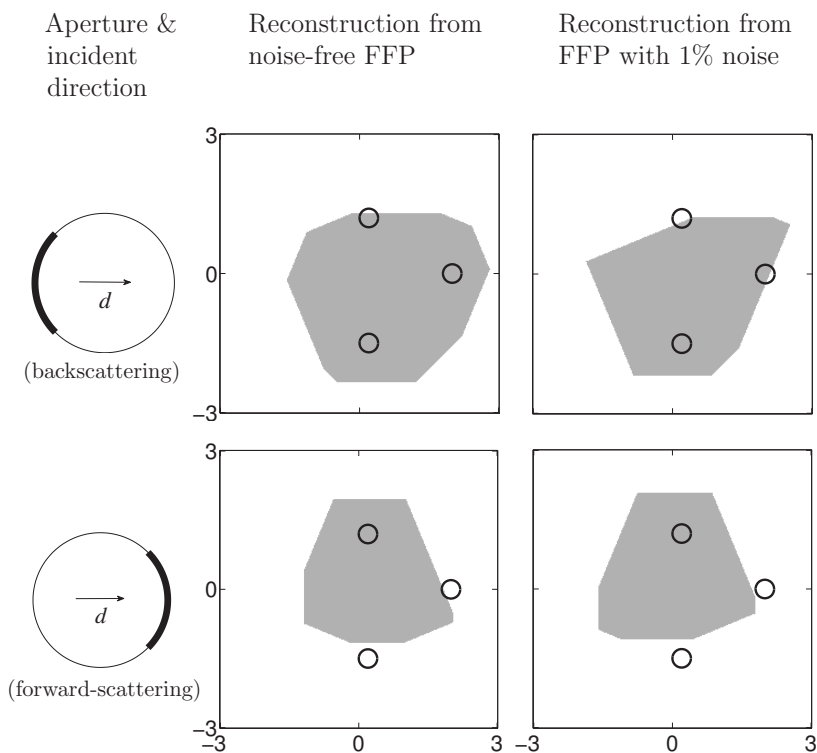 Aperture &
incident
direction
Reconstruction from
noise-free FFP
Reconstruction from
FFP with 1% noise
3
0
−3
d
(backscattering)
3
0
−3
−3
0
3
−3
0
3
d
(forward-scattering)